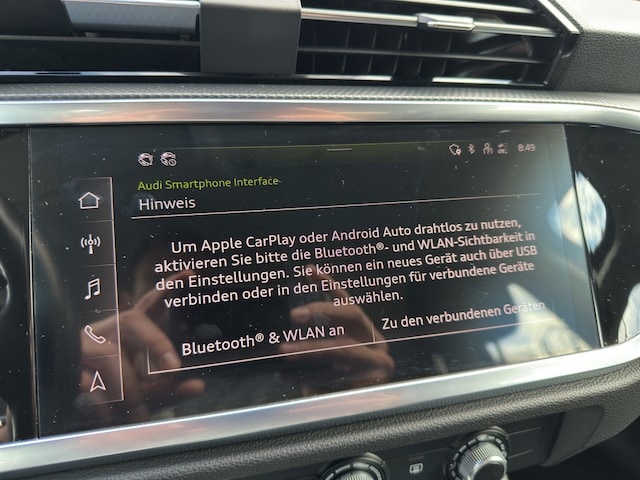 8:49
Audi Smartphone Interface
Hinweis
Um Apple CarPlay oder Android Auto drahtlos zu nutzen,
aktivieren Sie bitte die Bluetooth®- und WLAN-Sichtbarkeit in
den Einstellungen. Sie können ein neues Gerät auch über USB
verbinden oder in den Einstellungen für verbundene Geräte
auswählen.
Bluetooth® & WLAN an
Zu den verbundenen Geräten